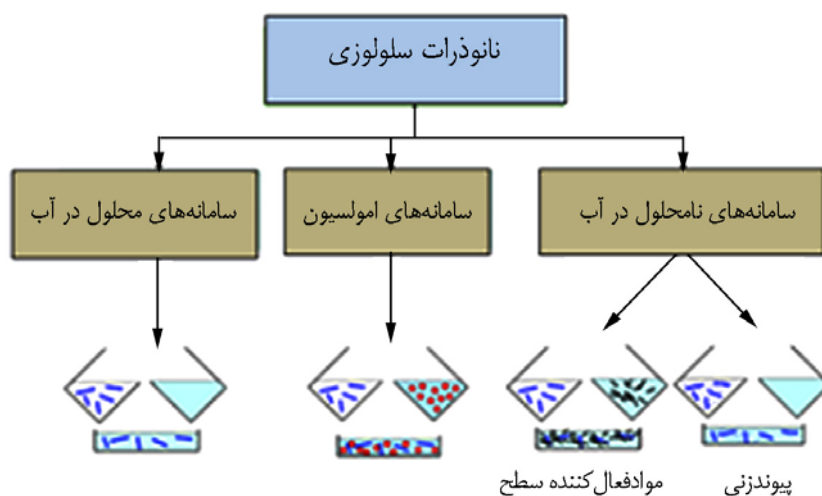 نانوذرات سلولوزی
سامانه‌های نامحلول در آب
سامانه‌های امولسیون
سامانه‌های محلول در آب
پیوندزنی
موادفعال‌کننده سطح